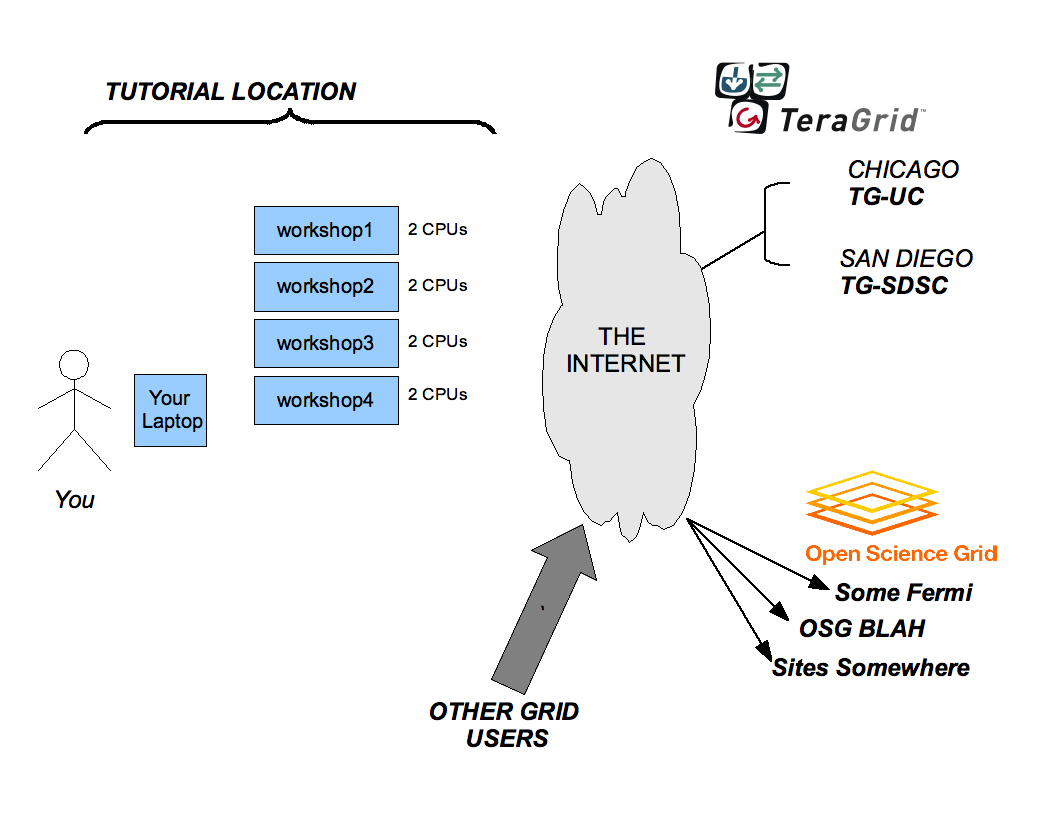 TUTORIAL LOCATION
TeraGrid™
CHICAGO
TG-UC
SAN DIEGO
TG-SDSC
workshop1 2 CPUs
workshop2 2 CPUs
workshop3 2 CPUs
workshop4 2 CPUs
Your
Laptop
You
THE
INTERNET
Open Science Grid
Some Fermi
OSG BLAH
Sites Somewhere
OTHER GRID
USERS